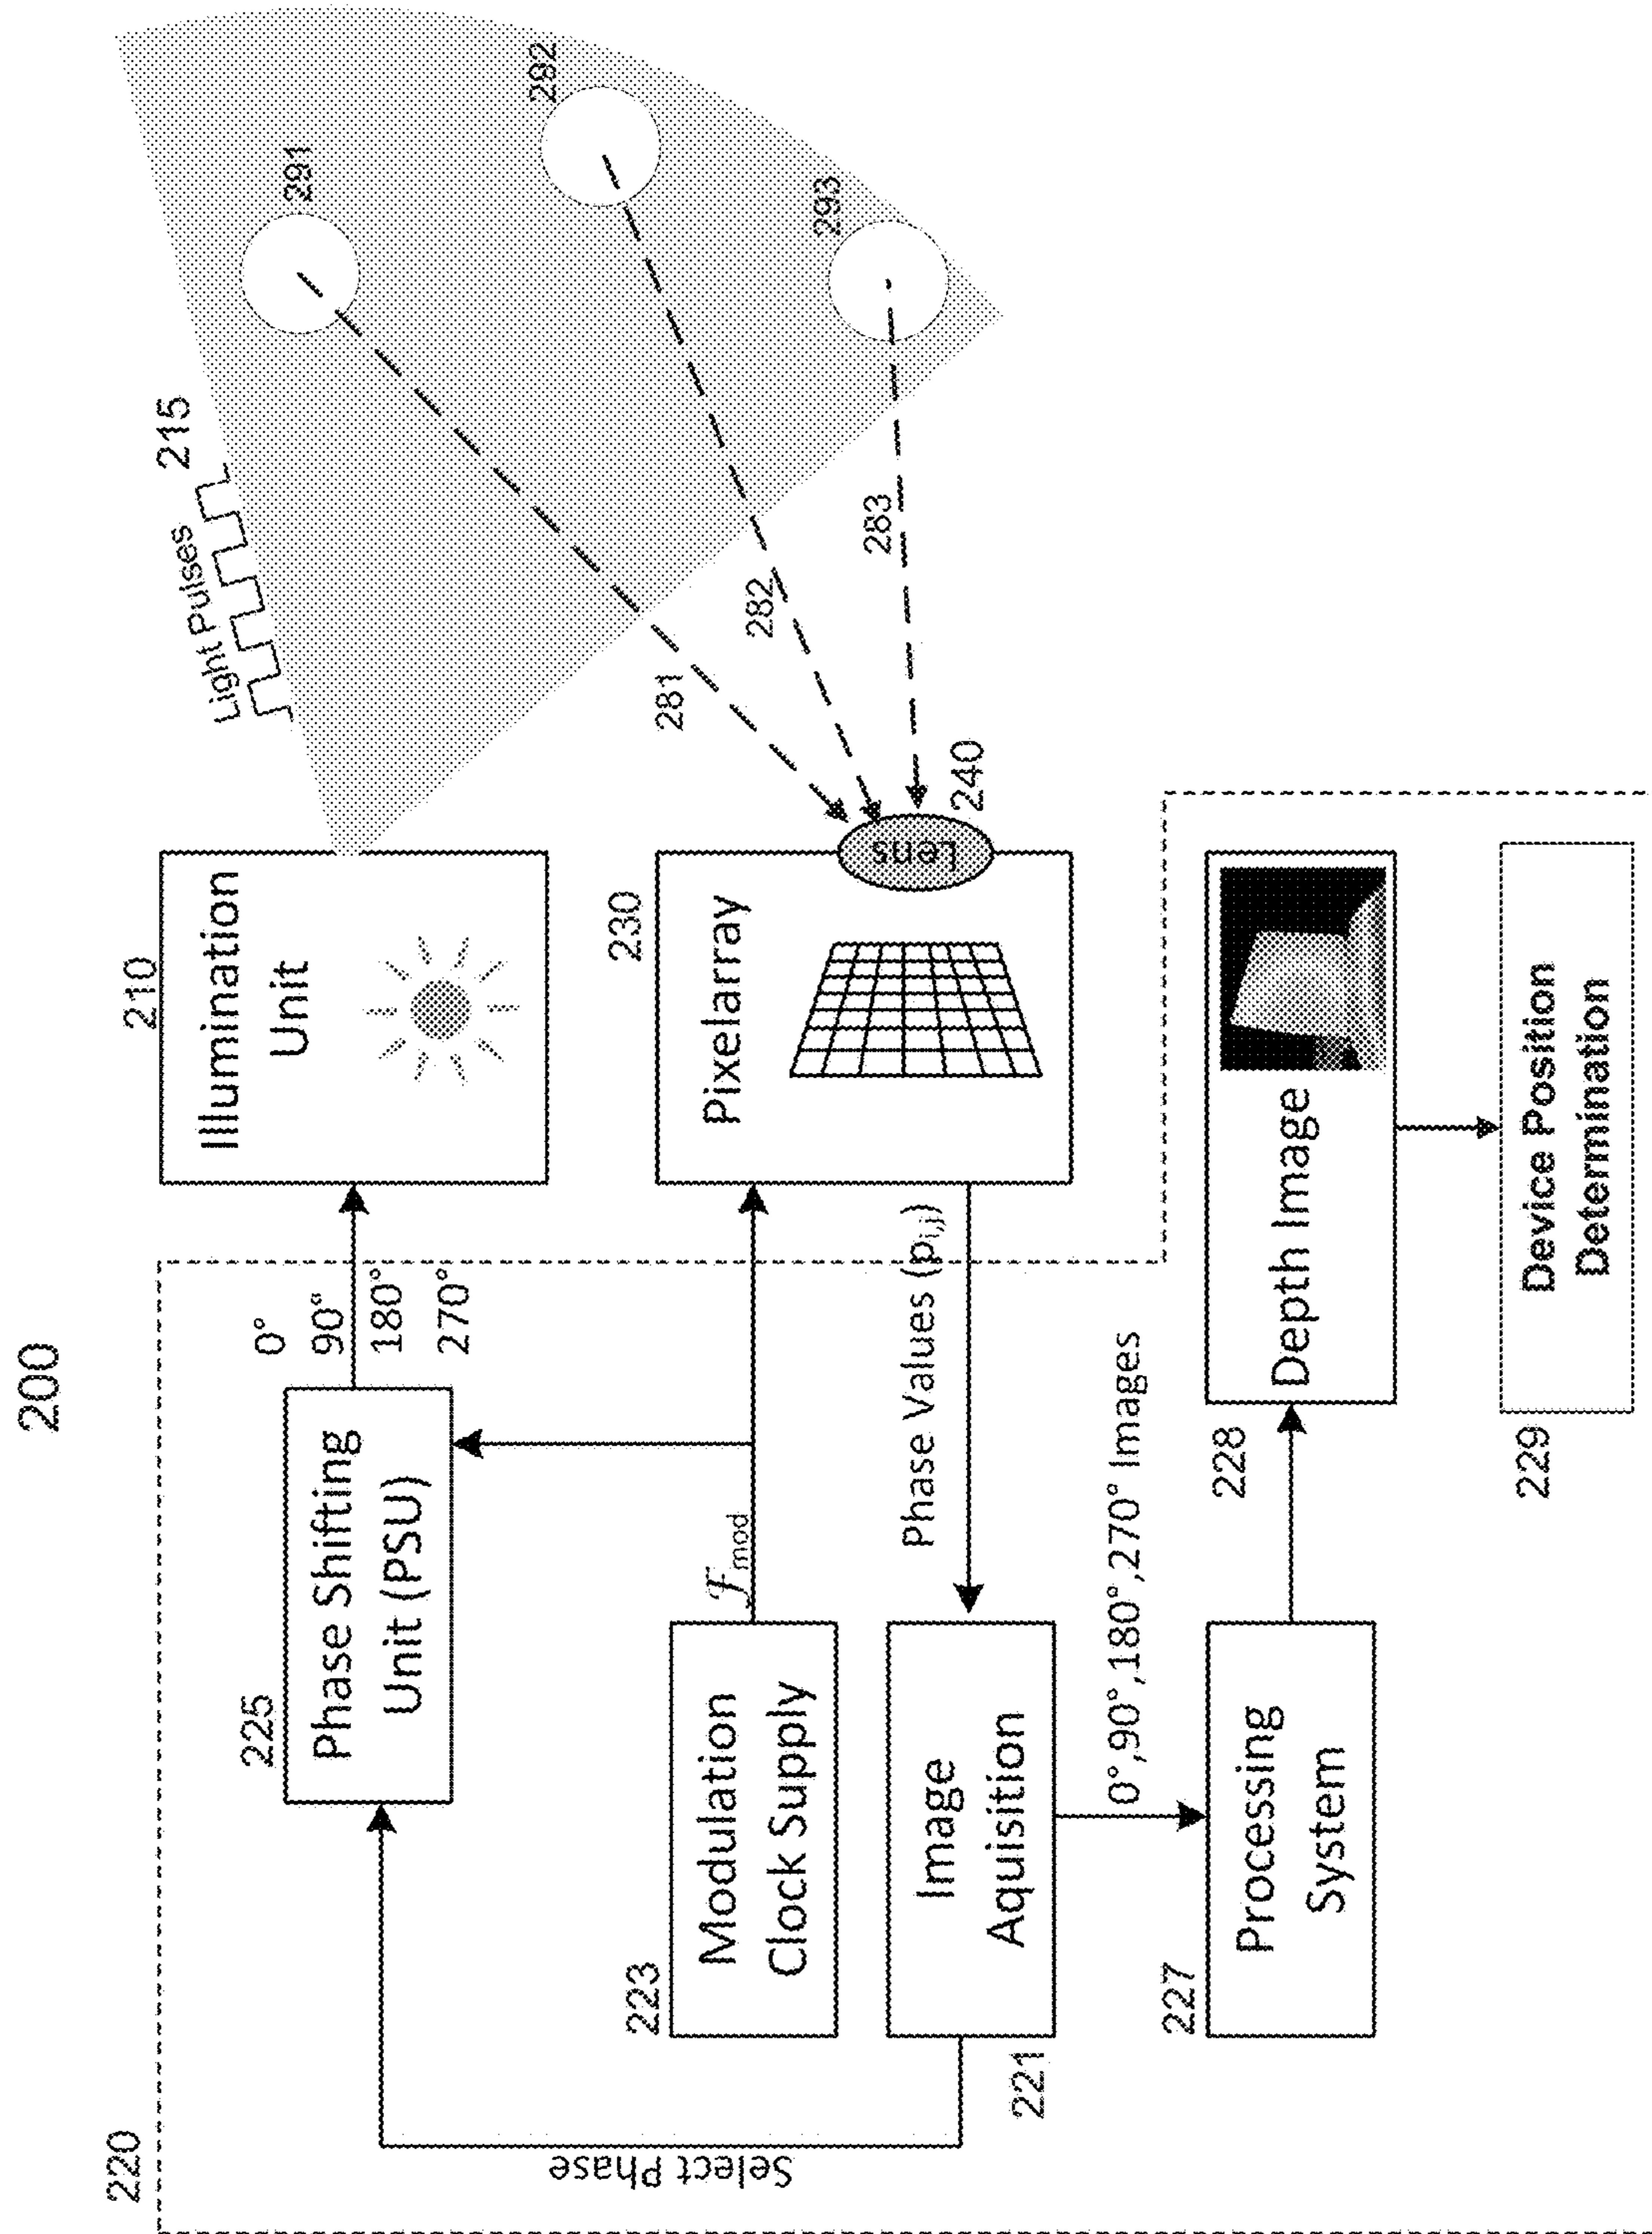 200
220
225
Phase Shifting
Unit (PSU)
0°
90°
180°
270°
210
Illumination
Unit
Light Pulses
215
291
292
293
223
Modulation
Clock Supply
ℱmod
230
Pixelarray
Lens
240
281
282
283
Select Phase
221
Image
Aquisition
Phase Values (pi,j)
0°,90°,180°,270° Images
227
Processing
System
228
Depth Image
229
Device Position
Determination